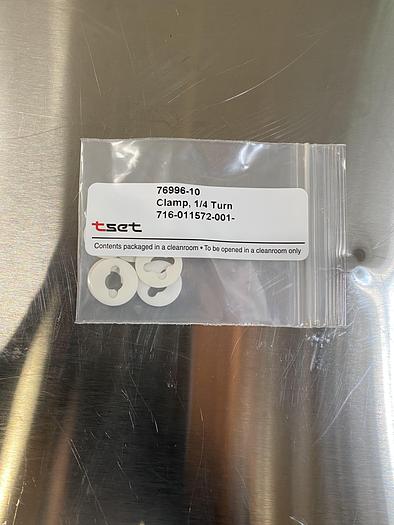 76996-10
Clamp, 1/4 Turn
716-011572-001-
tset
Contents packaged in a cleanroom • To be opened in a cleanroom only